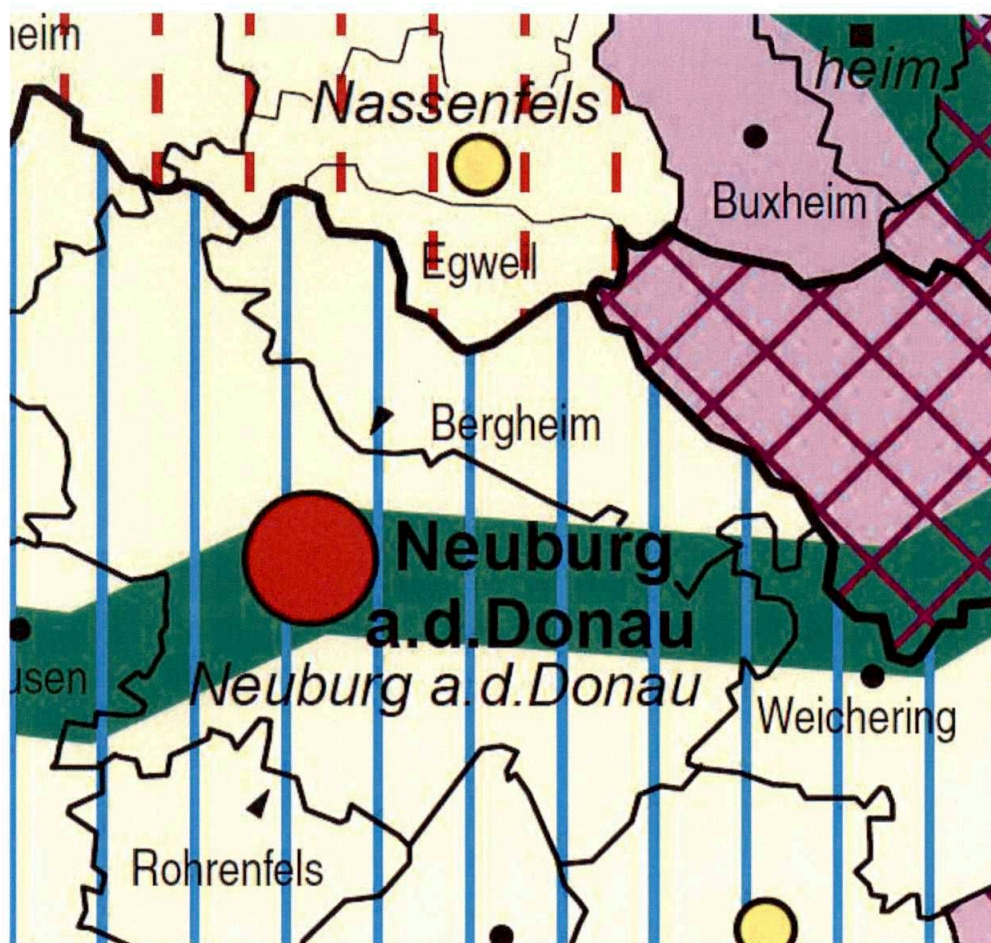 heim
Nassenfels
heim
Buxheim
Egweil
Bergheim
Neuburg
a.d.Donau
usen
Neuburg a.d.Donau
Weichering
Rohrenfels